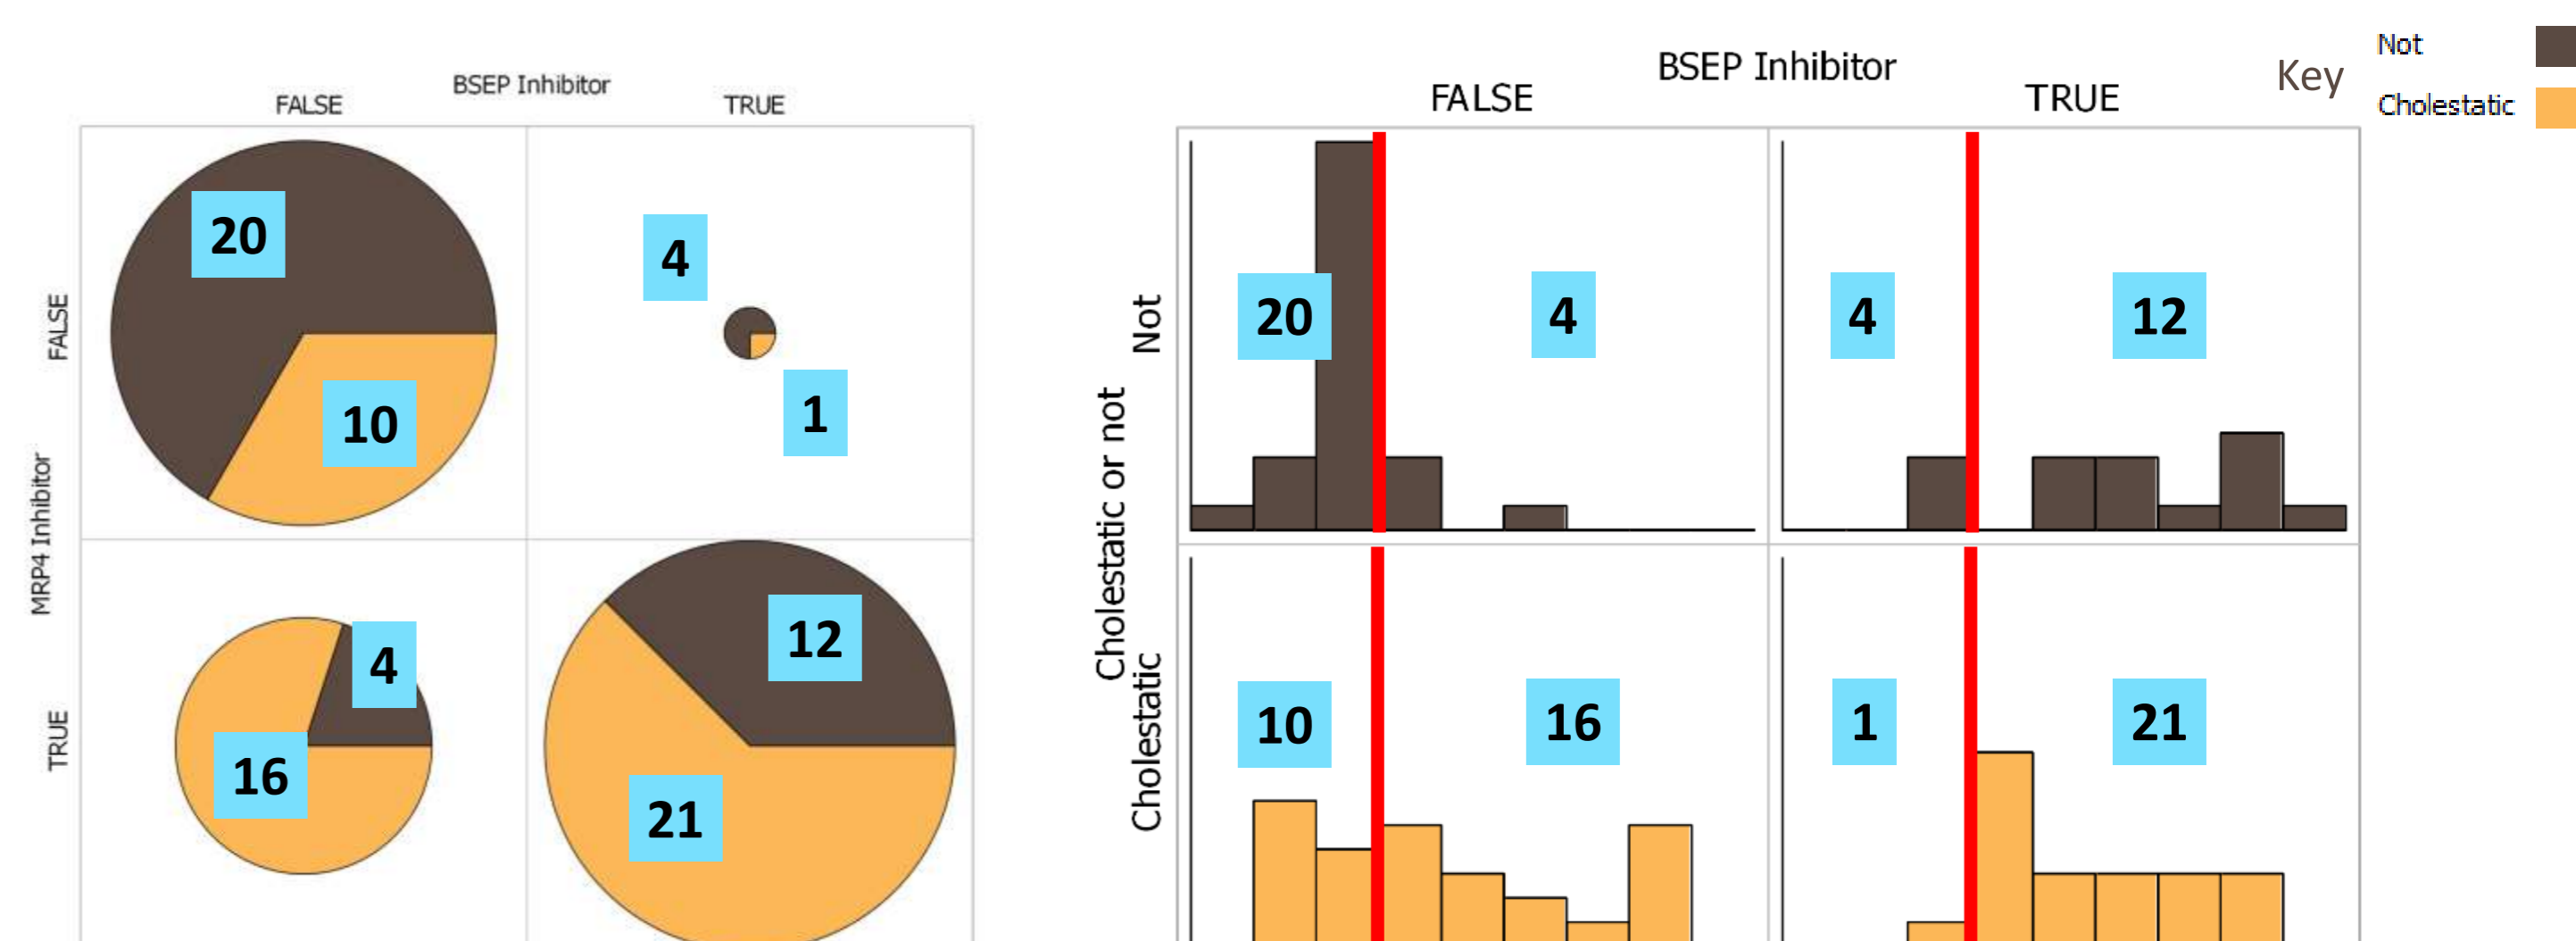 BSEP Inhibitor
FALSE
TRUE
MRP4 Inhibitor
FALSE
TRUE
20
10
4
1
4
16
12
21
BSEP Inhibitor
FALSE
TRUE
Key
Not
Cholestatic
Cholestatic or not
Not
Cholestatic
20
4
4
12
10
16
1
21